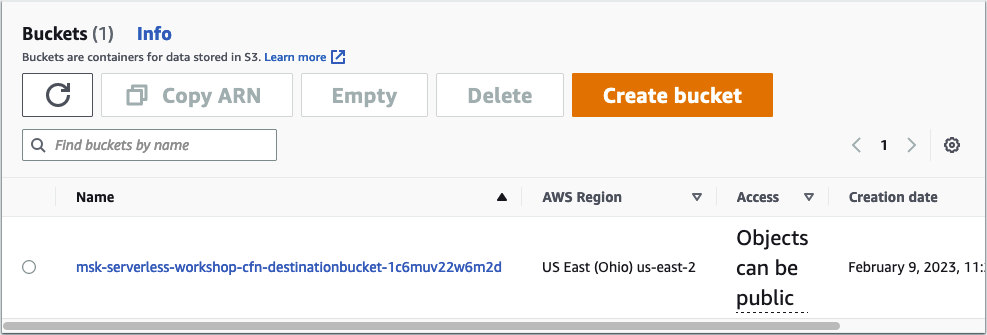 Buckets (1) Info
Buckets are containers for data stored in S3. Learn more
Copy ARN Empty Delete Create bucket
Find buckets by name 1
Name AWS Region Access Creation date
Objects
msk-serverless-workshop-cfn-destinationbucket-1c6muv22w6m2d US East (Ohio) us-east-2 can be February 9, 2023, 11:
public